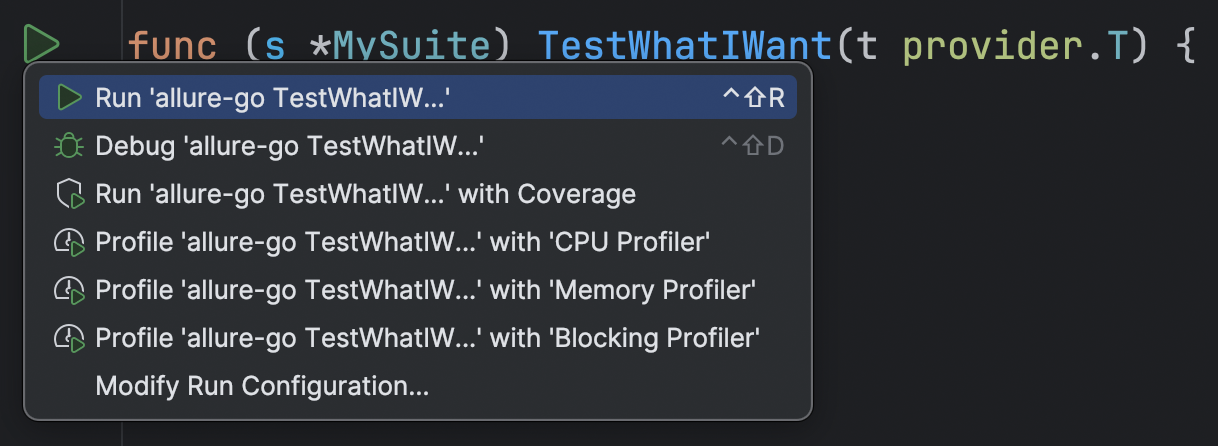 func (s *MySuite) TestWhatIWant(t provider.T) {
Run 'allure-go TestWhatIW...' ^⇧R
Debug 'allure-go TestWhatIW...' ^⇧D
Run 'allure-go TestWhatIW...' with Coverage
Profile 'allure-go TestWhatIW...' with 'CPU Profiler'
Profile 'allure-go TestWhatIW...' with 'Memory Profiler'
Profile 'allure-go TestWhatIW...' with 'Blocking Profiler'
Modify Run Configuration...